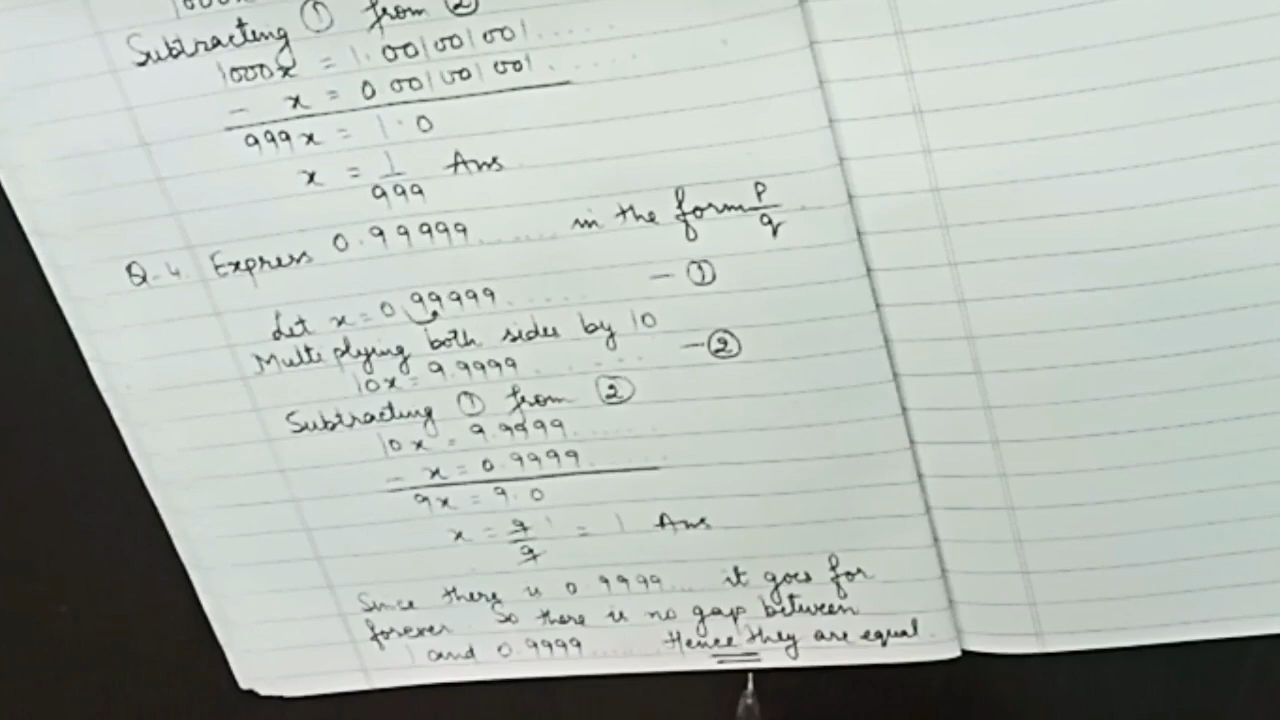 Subtracting ① from ②
1000x = 1.001001001.....
- x = 0.001001001.....
999x = 1.0
x = 1/999 Ans
Q-4. Express 0.99999....... in the form p/q
Let x = 0.99999...... - ①
Multiplying both sides by 10
10x = 9.9999...... - ②
Subtracting ① from ②
10x = 9.9999......
- x = 0.9999......
9x = 9.0
x = 9/9 = 1 Ans
Since there is 0.9999.... it goes for
forever. So there is no gap between
1 and 0.9999...... Hence they are equal.